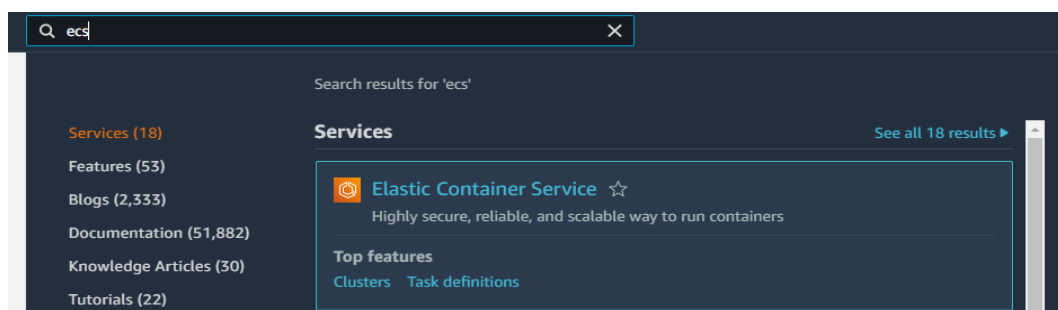 ecs
Search results for 'ecs'
Services (18)
Features (53)
Blogs (2,333)
Documentation (51,882)
Knowledge Articles (30)
Tutorials (22)
Services
See all 18 results
Elastic Container Service
Highly secure, reliable, and scalable way to run containers
Top features
Clusters Task definitions